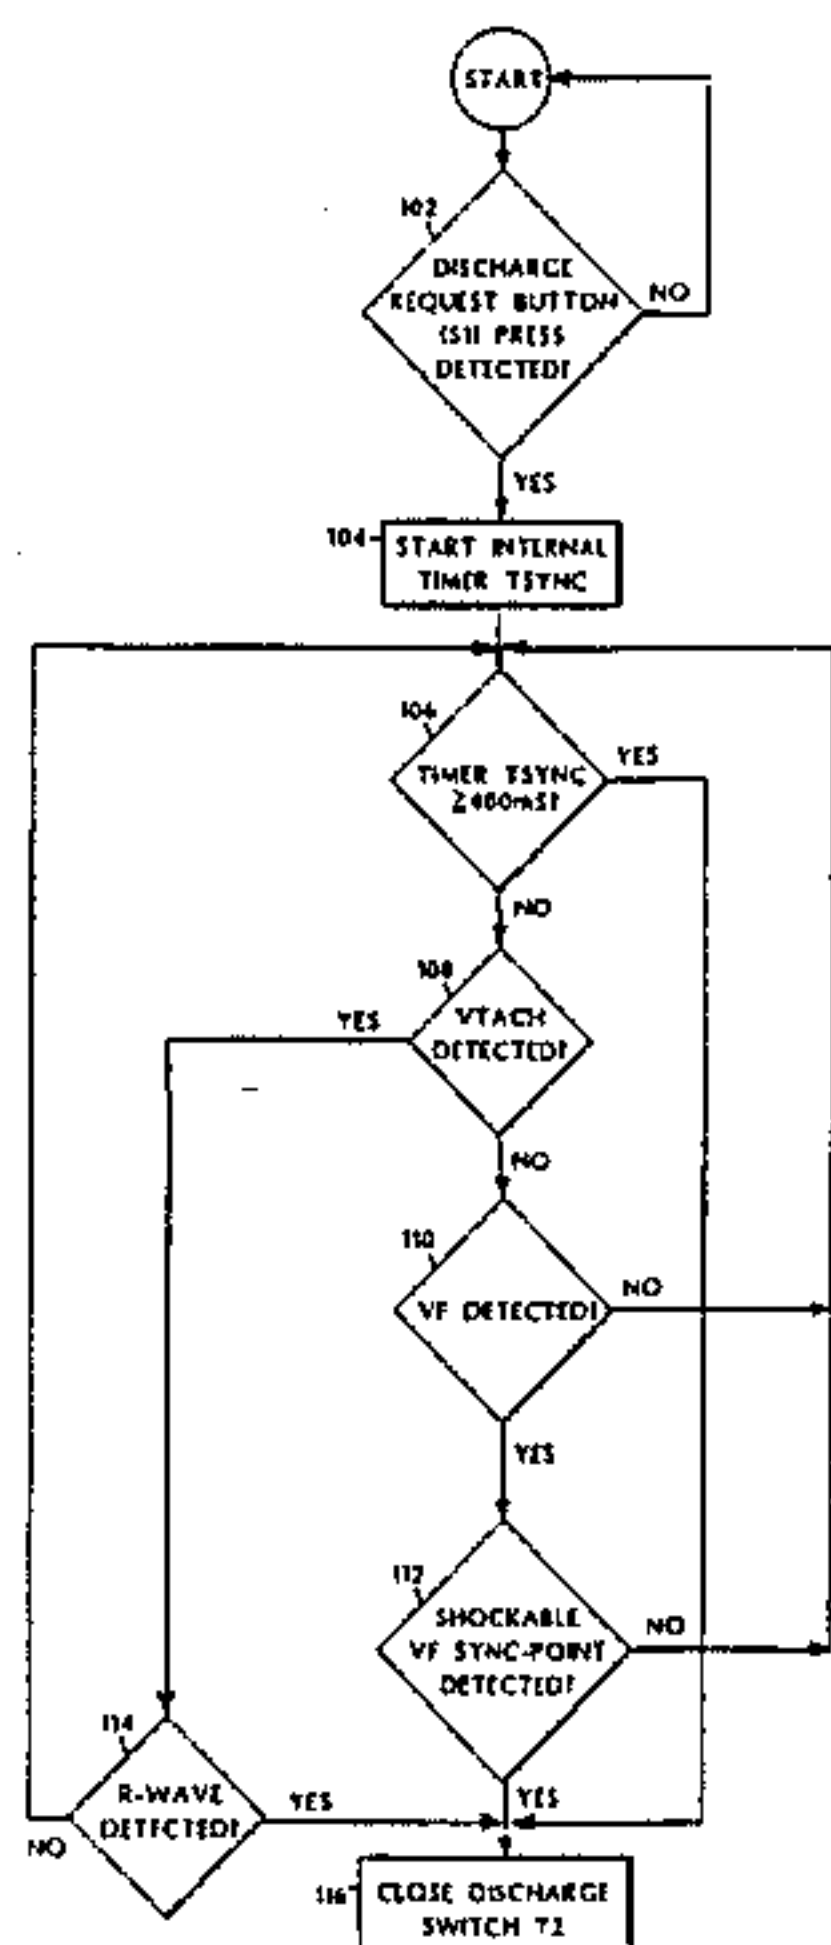 START
102
DISCHARGE
REQUEST BUTTON
(S1) PRESS
DETECTED?
NO
YES
104
START INTERNAL
TIMER TSYNC
106
TIMER TSYNC
YES
NO
108
VTACH
DETECTED?
YES
NO
110
VF DETECTED?
NO
YES
112
SHOCKABLE
VF SYNC-POINT
DETECTED?
NO
YES
114
R-WAVE
DETECTED?
YES
NO
116
CLOSE DISCHARGE
SWITCH 72